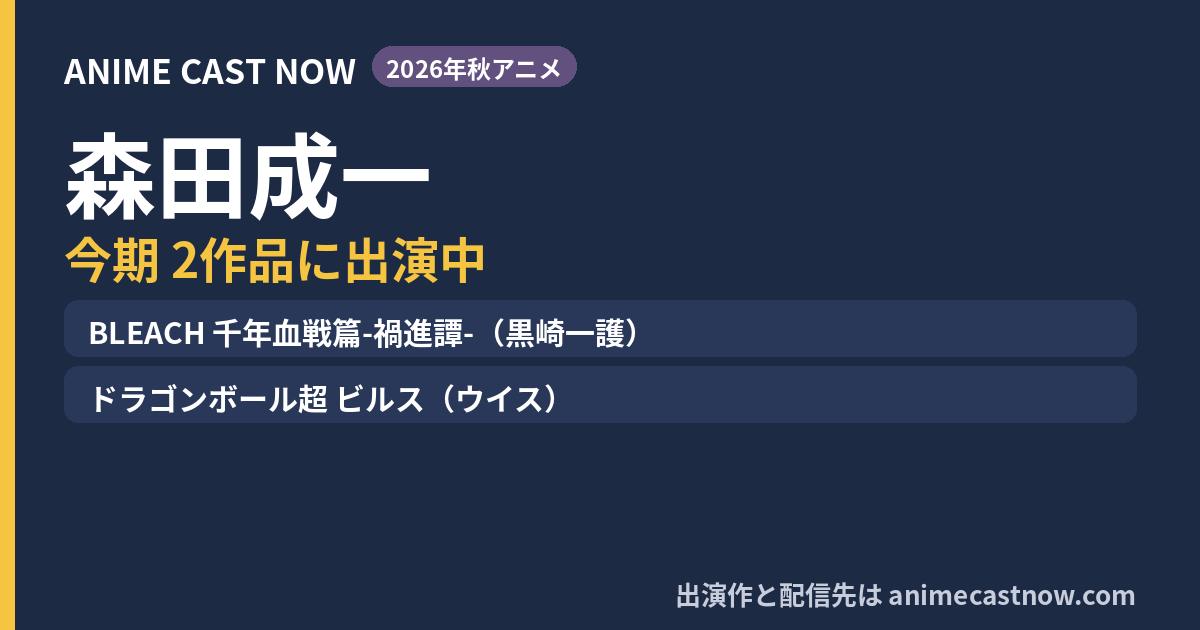 ANIME CAST NOW 2026年秋アニメ
森田成一
今期 2作品に出演中
BLEACH 千年血戦篇-禍進譚-（黒崎一護）
ドラゴンボール超 ビルス（ウイス）
出演作と配信先は animecastnow.com